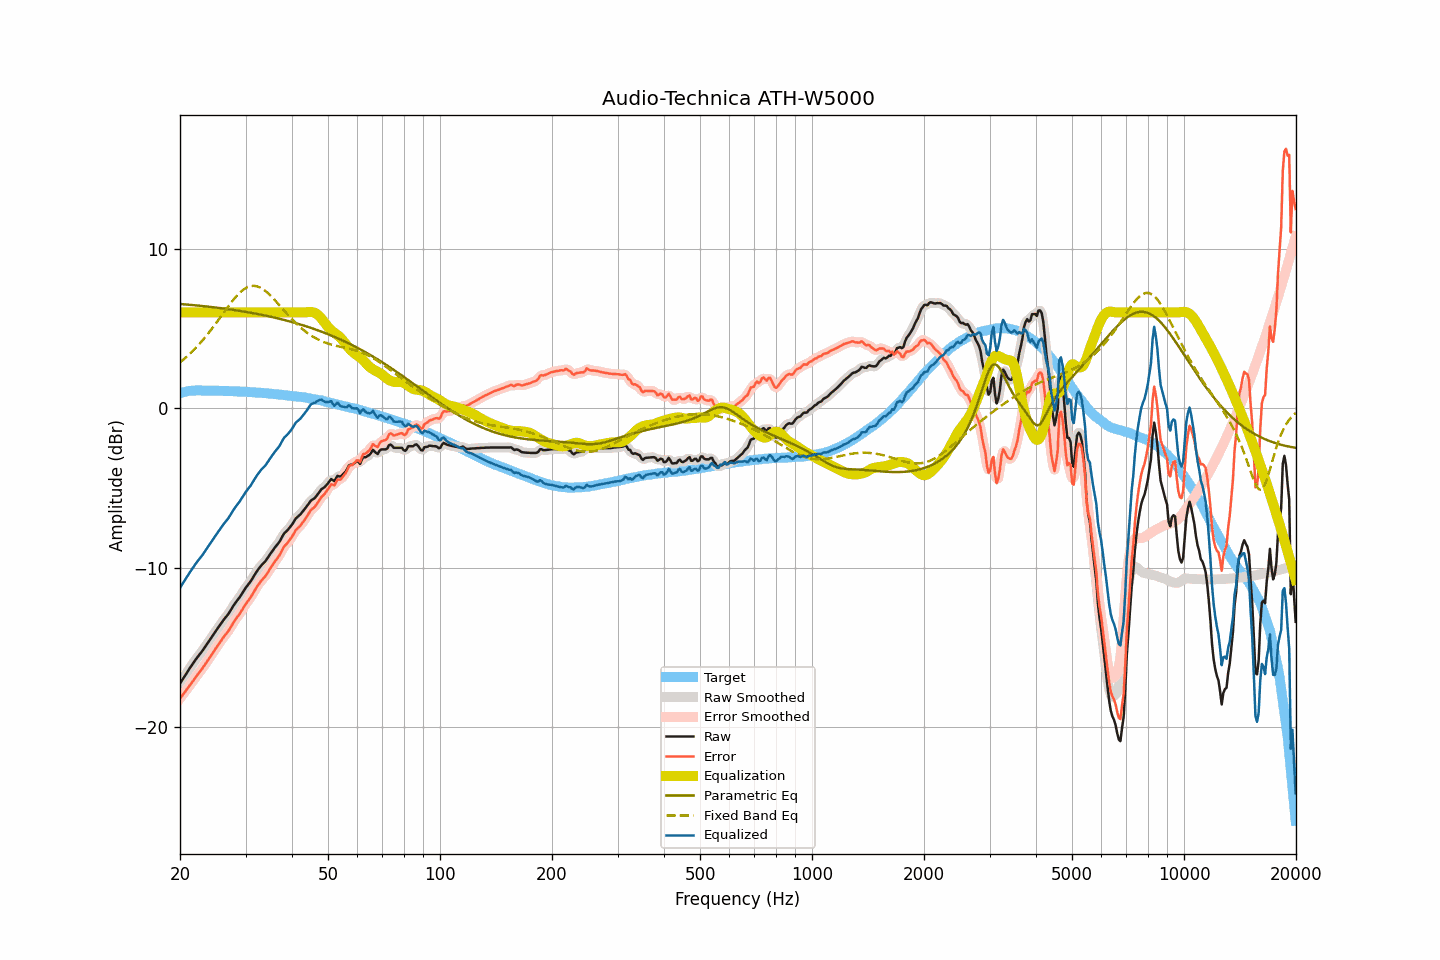 Audio-Technica ATH-W5000
Amplitude (dBr)
10
0
−10
−20
Target
Raw Smoothed
Error Smoothed
Raw
Error
Equalization
Parametric Eq
Fixed Band Eq
Equalized
20 50 100 200 500 1000 2000 5000 10000 20000
Frequency (Hz)